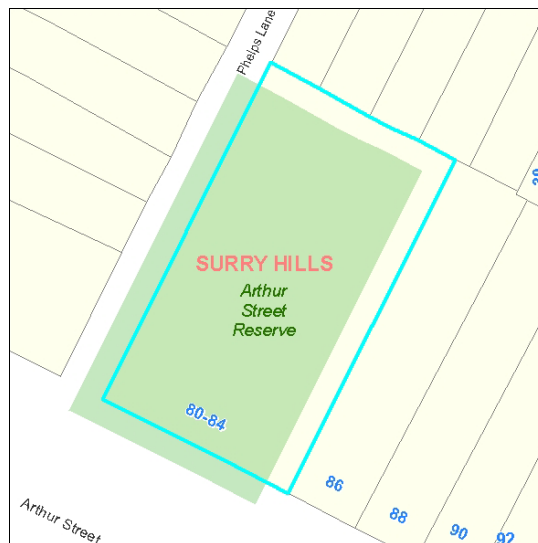 Phelps Lane
SURRY HILLS
Arthur
Street
Reserve
80-84
86
88
90
92
Arthur Street